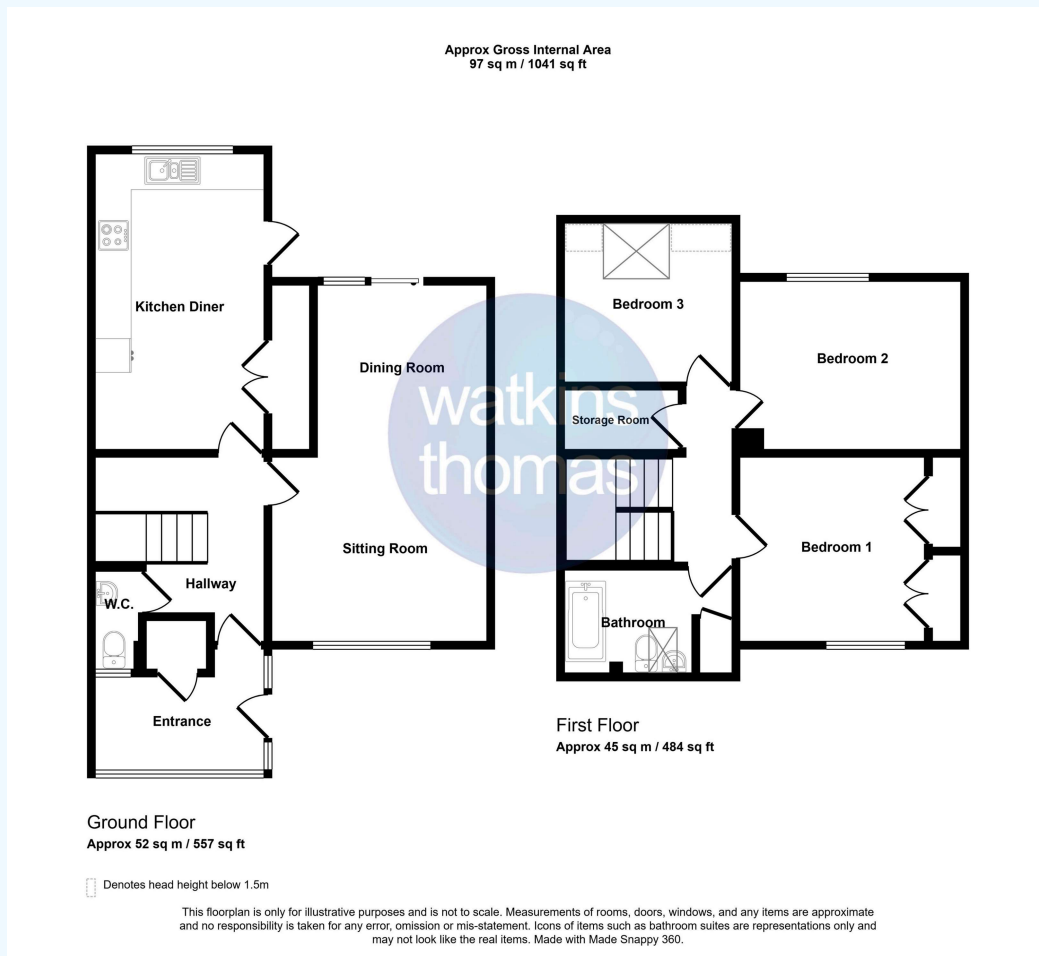 Approx Gross Internal Area
97 sq m / 1041 sq ft
Kitchen Diner
Dining Room
Sitting Room
Hallway
W.C.
Entrance
Bedroom 3
Bedroom 2
Storage Room
Bedroom 1
Bathroom
watkins
thomas
First Floor
Approx 45 sq m / 484 sq ft
Ground Floor
Approx 52 sq m / 557 sq ft
Denotes head height below 1.5m
This floorplan is only for illustrative purposes and is not to scale. Measurements of rooms, doors, windows, and any items are approximate
and no responsibility is taken for any error, omission or mis-statement. Icons of items such as bathroom suites are representations only and
may not look like the real items. Made with Made Snappy 360.